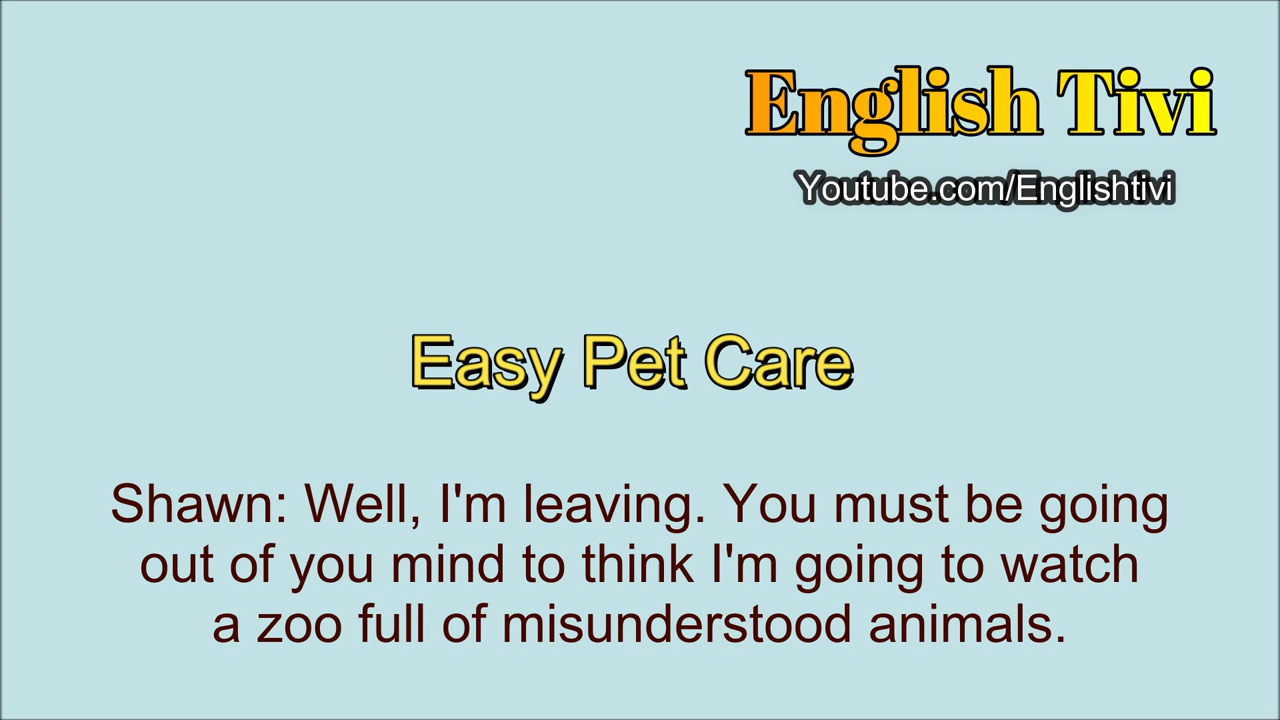 English Tivi
Youtube.com/Englishtivi
Easy Pet Care
Shawn: Well, I'm leaving. You must be going
out of you mind to think I'm going to watch
a zoo full of misunderstood animals.